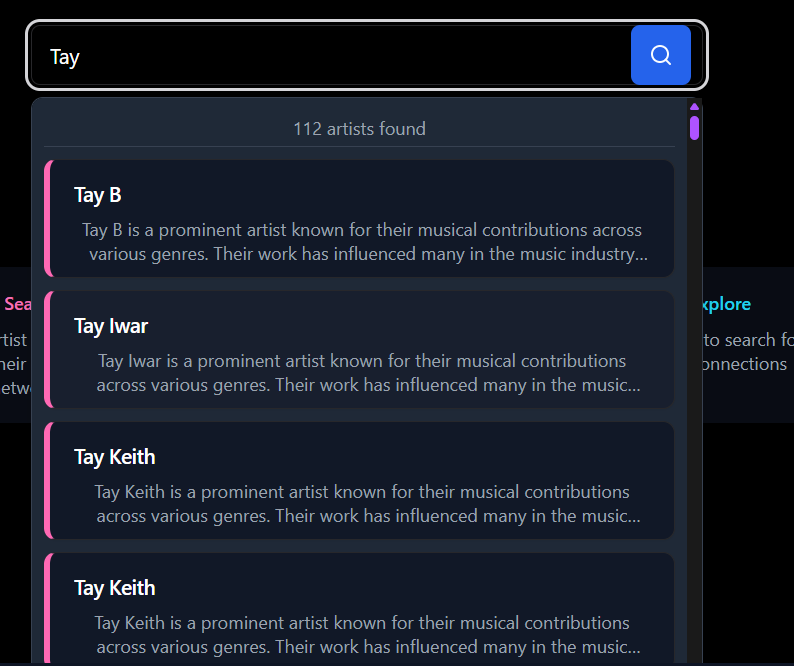 Tay
112 artists found
Tay B
Tay B is a prominent artist known for their musical contributions across
various genres. Their work has influenced many in the music industry...
Tay Iwar
Tay Iwar is a prominent artist known for their musical contributions
across various genres. Their work has influenced many in the music...
Tay Keith
Tay Keith is a prominent artist known for their musical contributions
across various genres. Their work has influenced many in the music...
Tay Keith
Tay Keith is a prominent artist known for their musical contributions
across various genres. Their work has influenced many in the music...
Sea
rtist
heir
etw
xplore
to search fo
onnections